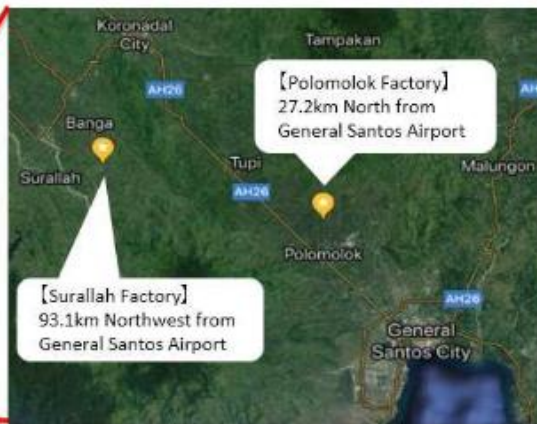 Koronadal
City
Tampakan
AH26
AH26
【Polomolok Factory】
27.2km North from
General Santos Airport
Banga
Surallah
Tupi
AH26
Malungon
Polomolok
【Surallah Factory】
93.1km Northwest from
General Santos Airport
AH26
General
Santos City